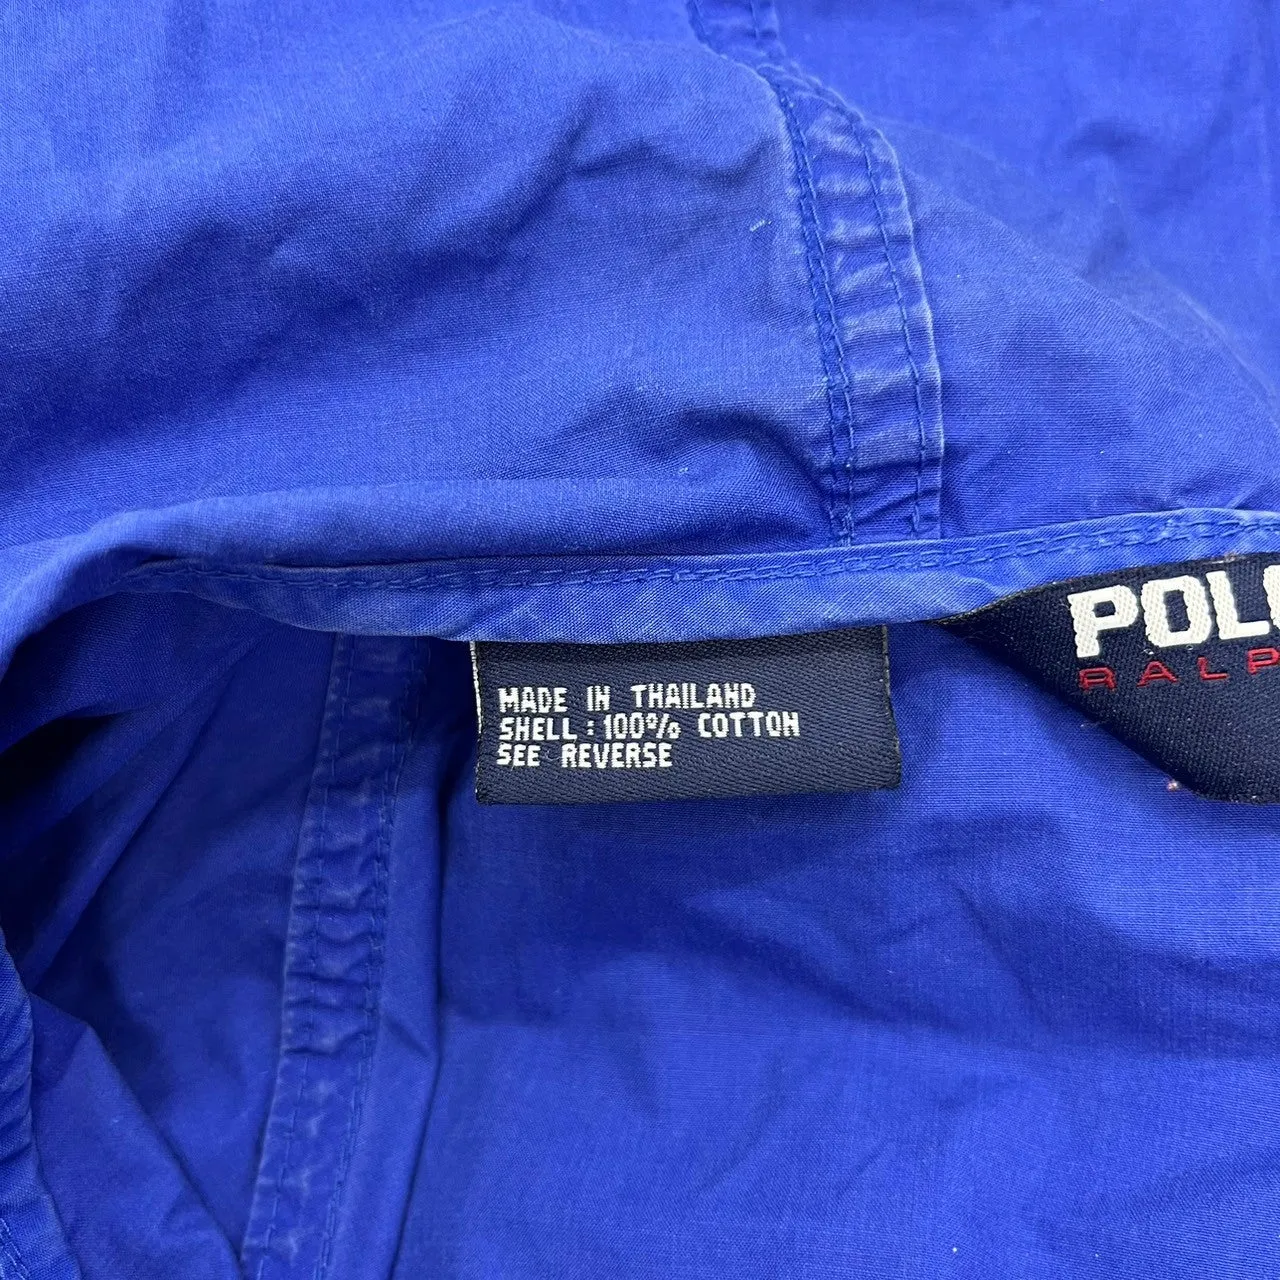 MADE IN THAILAND
SHELL : 100% COTTON
SEE REVERSE
POL
RALP